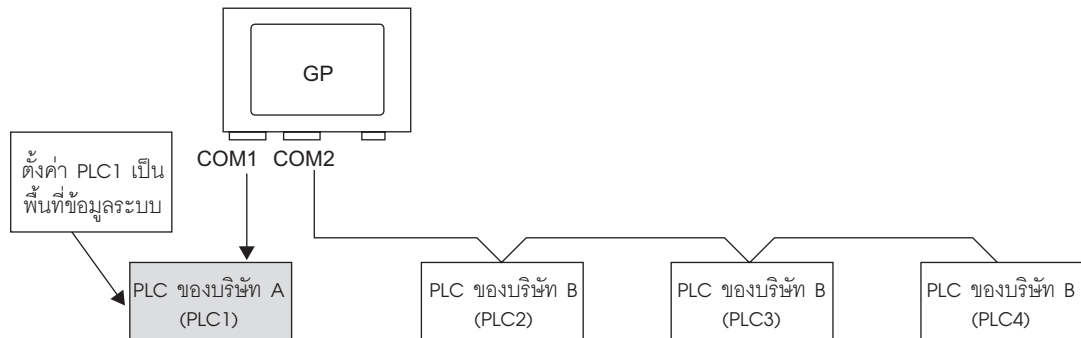 GP
COM1 COM2
ตั้งค่า PLC1 เป็น
พื้นที่ข้อมูลระบบ
PLC ของบริษัท A
(PLC1)
PLC ของบริษัท B
(PLC2)
PLC ของบริษัท B
(PLC3)
PLC ของบริษัท B
(PLC4)